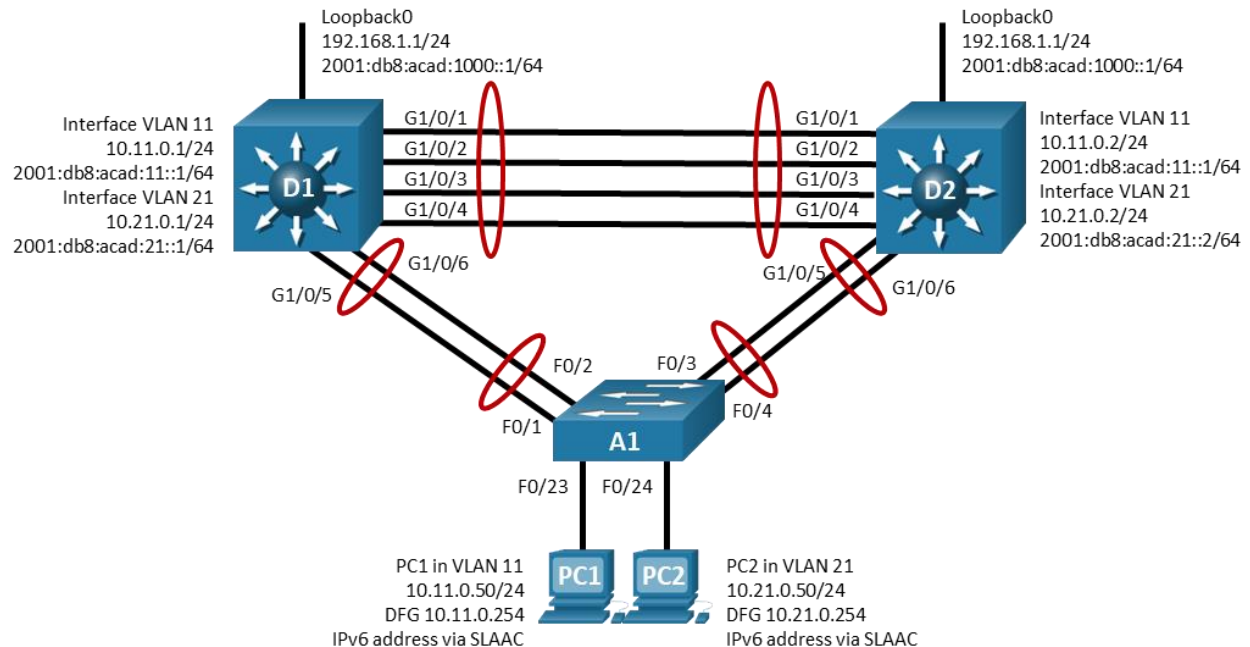 Loopback0
192.168.1.1/24
2001:db8:acad:1000::1/64
Loopback0
192.168.1.1/24
2001:db8:acad:1000::1/64
Interface VLAN 11
10.11.0.1/24
2001:db8:acad:11::1/64
Interface VLAN 21
10.21.0.1/24
2001:db8:acad:21::1/64
D1
G1/0/1
G1/0/2
G1/0/3
G1/0/4
G1/0/1
G1/0/2
G1/0/3
G1/0/4
D2
Interface VLAN 11
10.11.0.2/24
2001:db8:acad:11::1/64
Interface VLAN 21
10.21.0.2/24
2001:db8:acad:21::2/64
G1/0/6
G1/0/5
G1/0/5
G1/0/6
F0/2
F0/1
F0/3
F0/4
A1
F0/23
F0/24
PC1
PC2
PC1 in VLAN 11
10.11.0.50/24
DFG 10.11.0.254
IPv6 address via SLAAC
PC2 in VLAN 21
10.21.0.50/24
DFG 10.21.0.254
IPv6 address via SLAAC